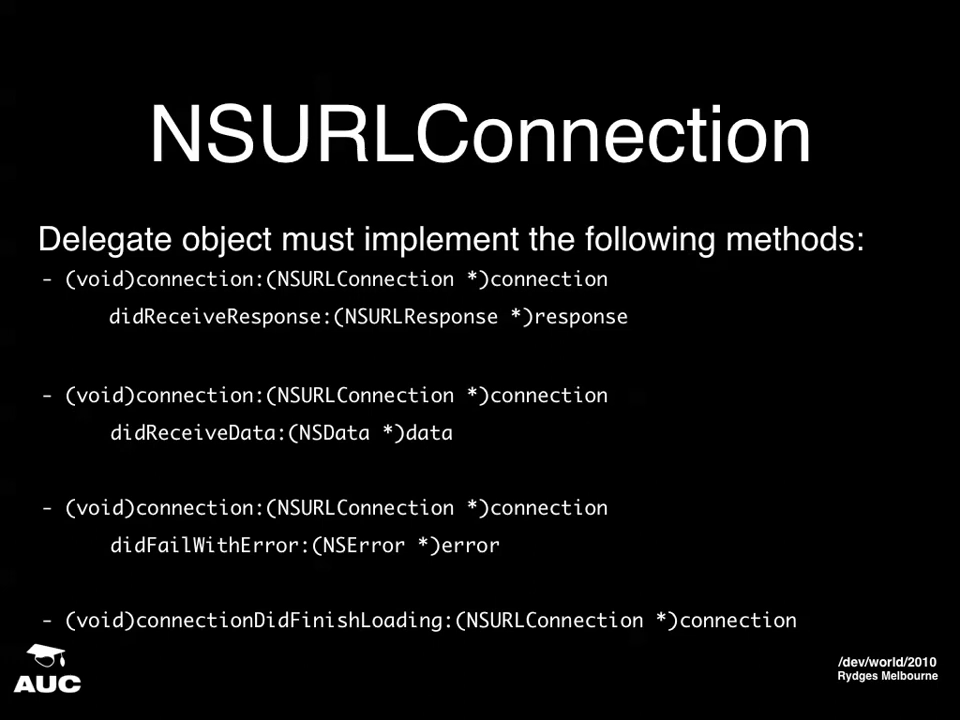 NSURLConnection
Delegate object must implement the following methods:
- (void)connection:(NSURLConnection *)connection
didReceiveResponse:(NSURLResponse *)response
- (void)connection:(NSURLConnection *)connection
didReceiveData:(NSData *)data
- (void)connection:(NSURLConnection *)connection
didFailWithError:(NSError *)error
- (void)connectionDidFinishLoading:(NSURLConnection *)connection
AUC
/dev/world/2010
Rydges Melbourne